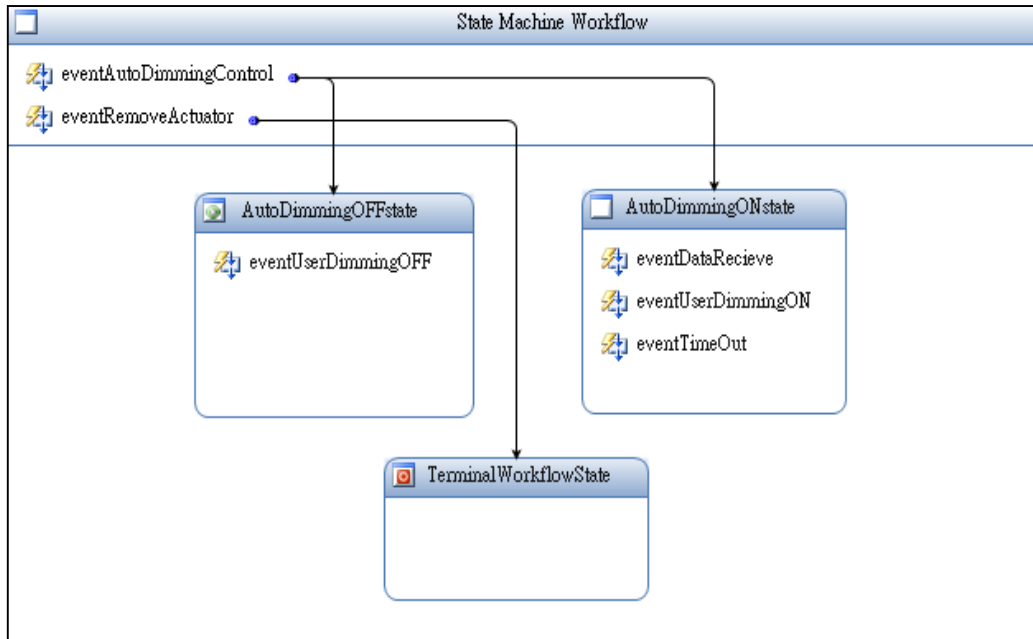 State Machine Workflow
eventAutoDimmingControl
eventRemoveActuator
AutoDimmingOFFstate
eventUserDimmingOFF
AutoDimmingONstate
eventDataRecieve
eventUserDimmingON
eventTimeOut
TerminalWorkflowState